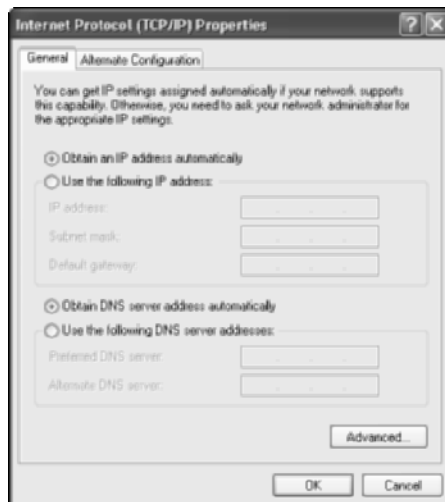 Internet Protocol (TCP/IP) Properties
General
Alternate Configuration
You can get IP settings assigned automatically if your network supports
this capability. Otherwise, you need to ask your network administrator for
the appropriate IP settings.
Obtain an IP address automatically
Use the following IP address:
IP address:
Subnet mask:
Default gateway:
Obtain DNS server address automatically
Use the following DNS server addresses:
Preferred DNS server:
Alternate DNS server:
Advanced...
OK
Cancel